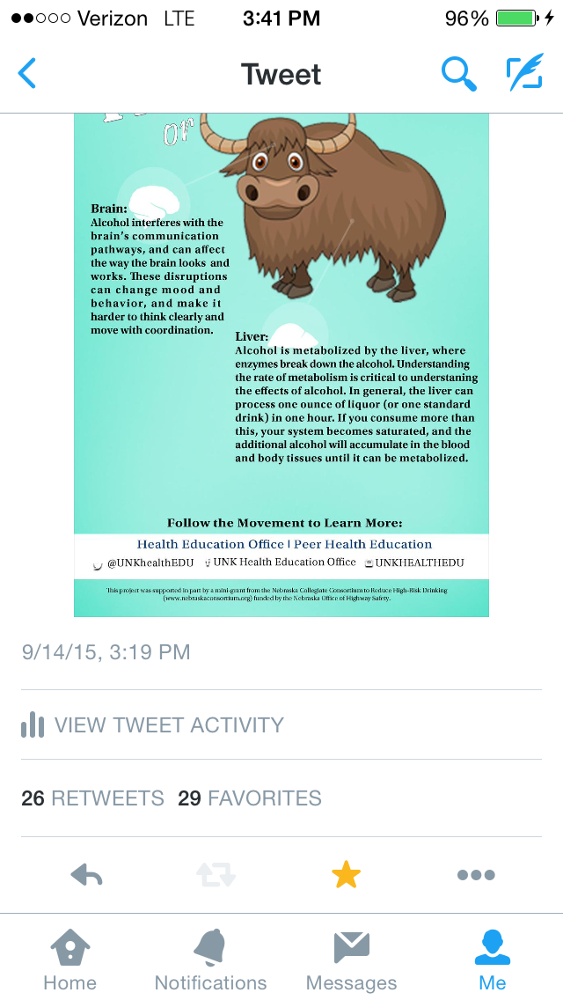 Verizon LTE 3:41 PM 96%
Tweet
or
Brain:
Alcohol interferes with the
brain's communication
pathways, and can affect
the way the brain looks and
works. These disruptions
can change mood and
behavior, and make it
harder to think clearly and
move with coordination.
Liver:
Alcohol is metabolized by the liver, where
enzymes break down the alcohol. Understanding
the rate of metabolism is critical to understaning
the effects of alcohol. In general, the liver can
process one ounce of liquor (or one standard
drink) in one hour. If you consume more than
this, your system becomes saturated, and the
additional alcohol will accumulate in the blood
and body tissues until it can be metabolized.
Follow the Movement to Learn More:
Health Education Office | Peer Health Education
@UNKhealthEDU UNK Health Education Office UNKHEALTHEDU
This project was supported in part by a mini-grant from the Nebraska Collegiate Consortium to Reduce High-Risk Drinking
(www.nebraskaconsortium.org) funded by the Nebraska Office of Highway Safety.
9/14/15, 3:19 PM
VIEW TWEET ACTIVITY
26 RETWEETS 29 FAVORITES
Home Notifications Messages Me